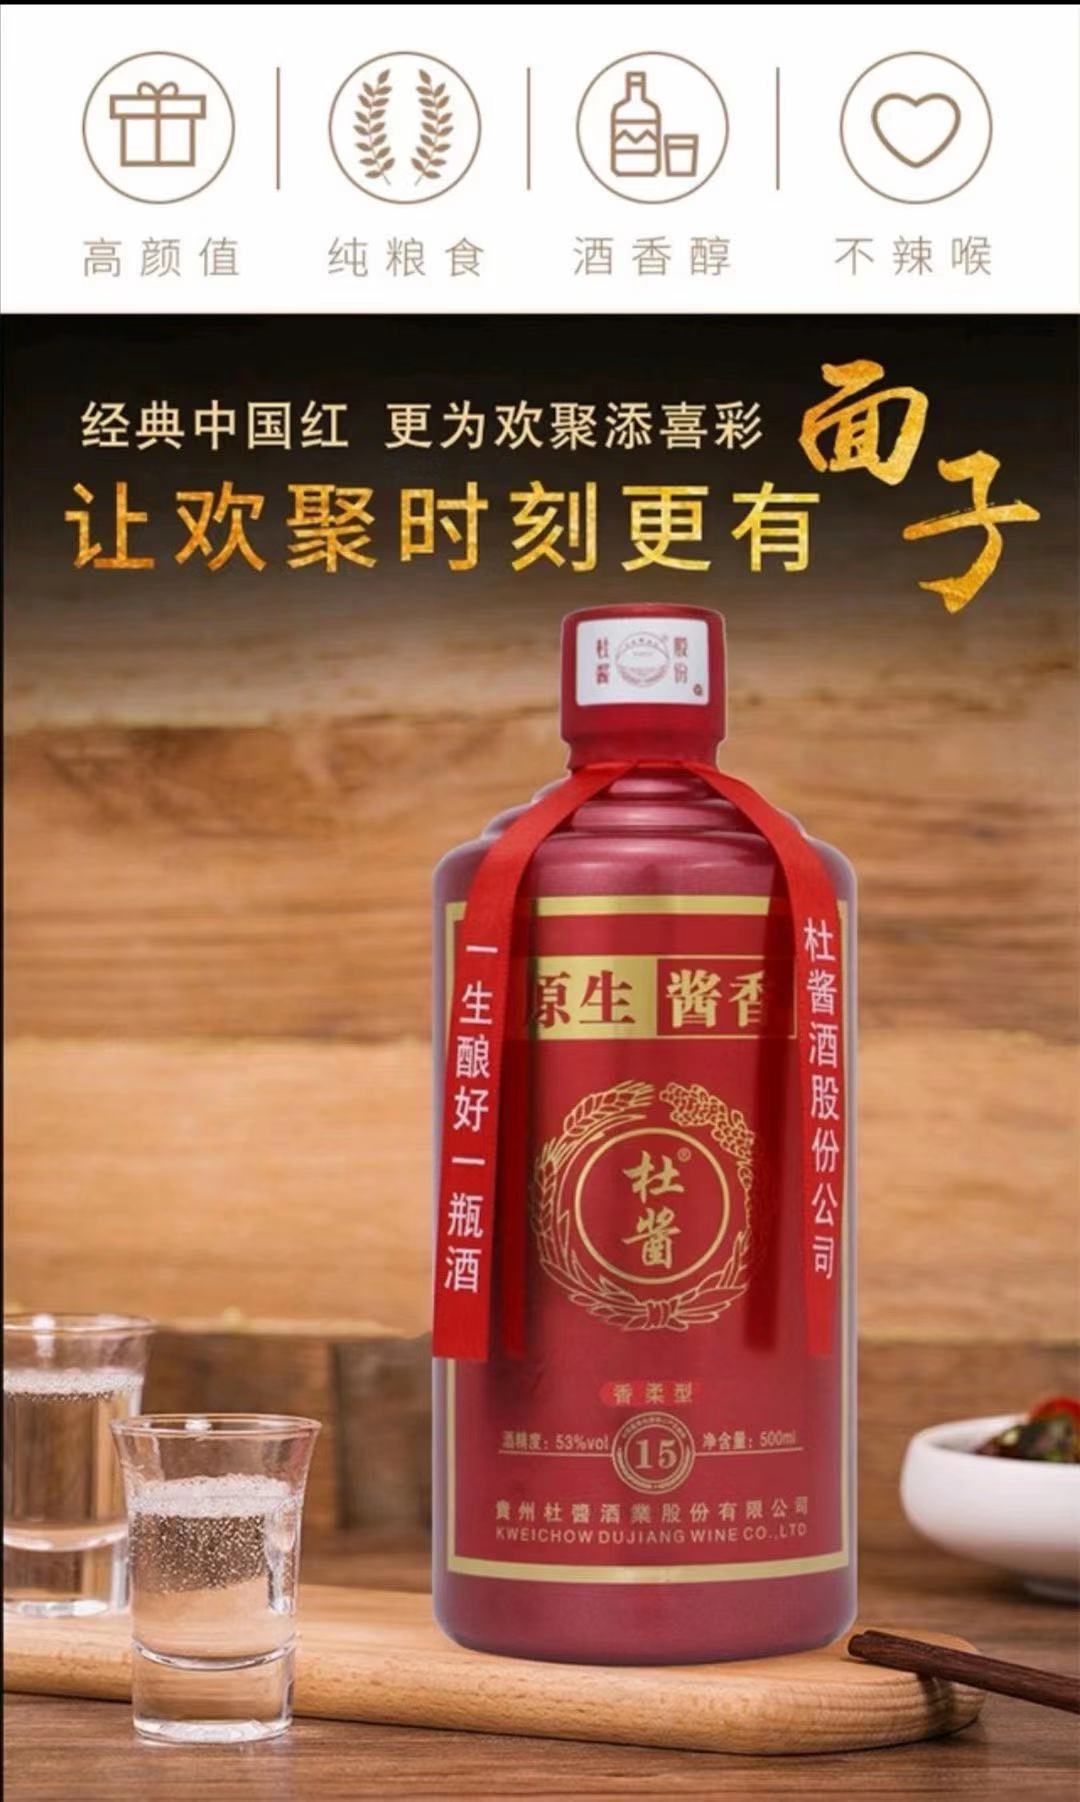 高颜值
纯粮食
酒香醇
不辣喉
经典中国红 更为欢聚添喜彩
让欢聚时刻更有面子
杜酱
股份
一生酿好一瓶酒
杜酱酒股份公司
原生酱香
杜酱®
香柔型
酒精度：53%vol
15
净含量：500ml
貴州杜醬酒業股份有限公司
KWEICHOW DUJIANG WINE CO.,LTD